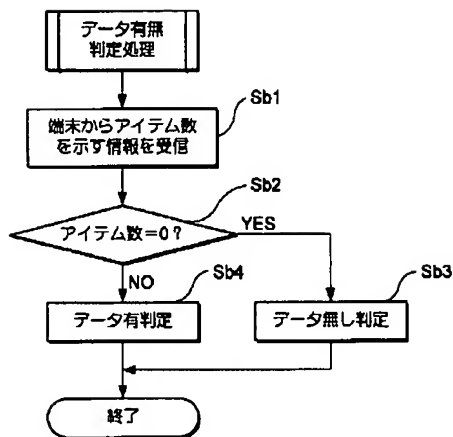 データ有無
判定処理
Sb1
端末からアイテム数
を示す情報を受信
Sb2
アイテム数=0?
YES
NO
Sb4
Sb3
データ有判定
データ無し判定
終了